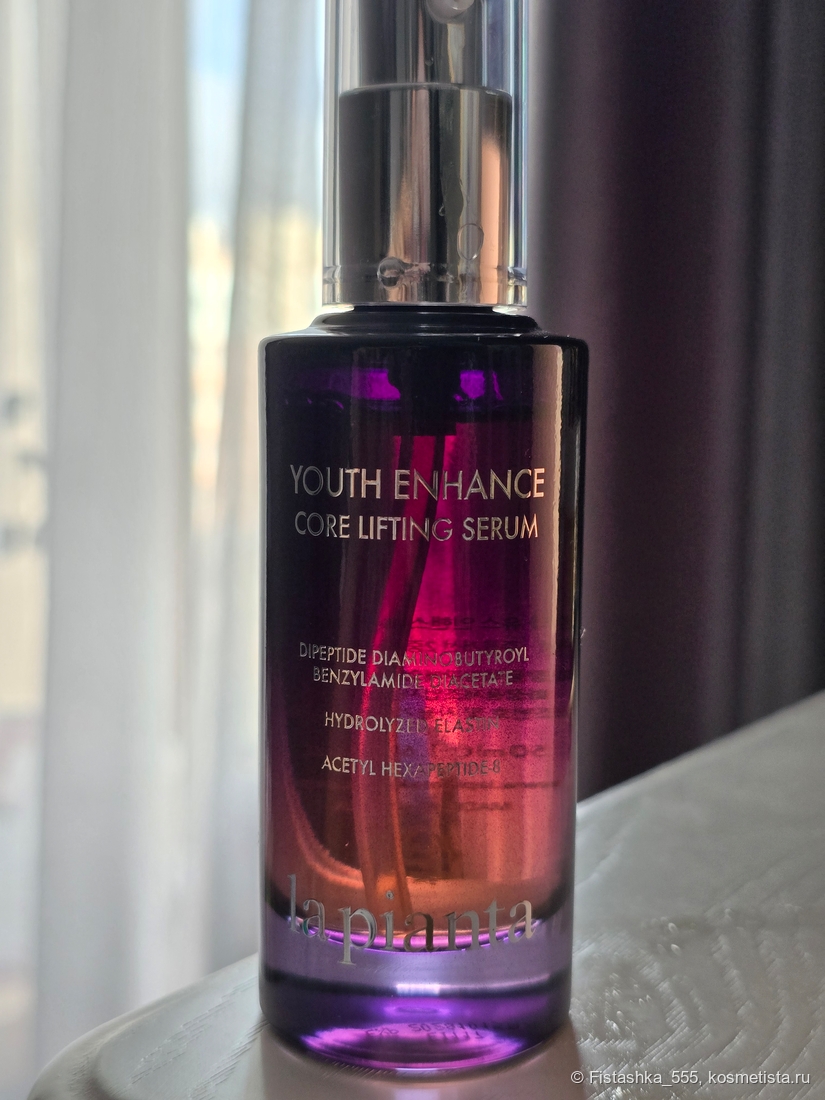 YOUTH ENHANCE
CORE LIFTING SERUM
DIPEPTIDE DIAMINOBUTYROYL
BENZYLAMIDE DIACETATE
HYDROLYZED ELASTIN
ACETYL HEXAPEPTIDE-8
lapianta
© Fistashka_555, kosmetista.ru